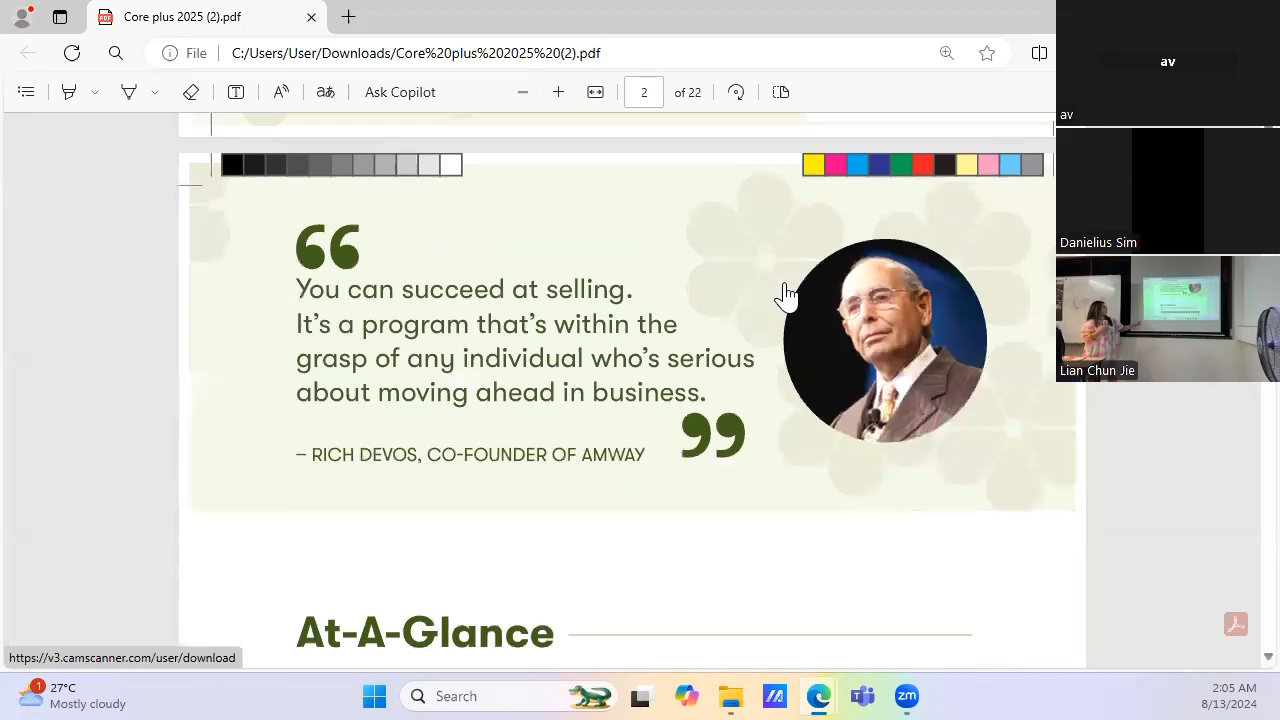 Core plus 2025 (2).pdf
File
C:/Users/User/Downloads/Core%20plus%202025%20(2).pdf
Ask Copilot
2
of 22
av
av
Danielius Sim
Lian Chun Jie
You can succeed at selling.
It's a program that's within the
grasp of any individual who's serious
about moving ahead in business.
– RICH DEVOS, CO-FOUNDER OF AMWAY
At-A-Glance
https://v3.camscanner.com/user/download
1
27°C
Mostly cloudy
Search
zm
2:05 AM
8/13/2024